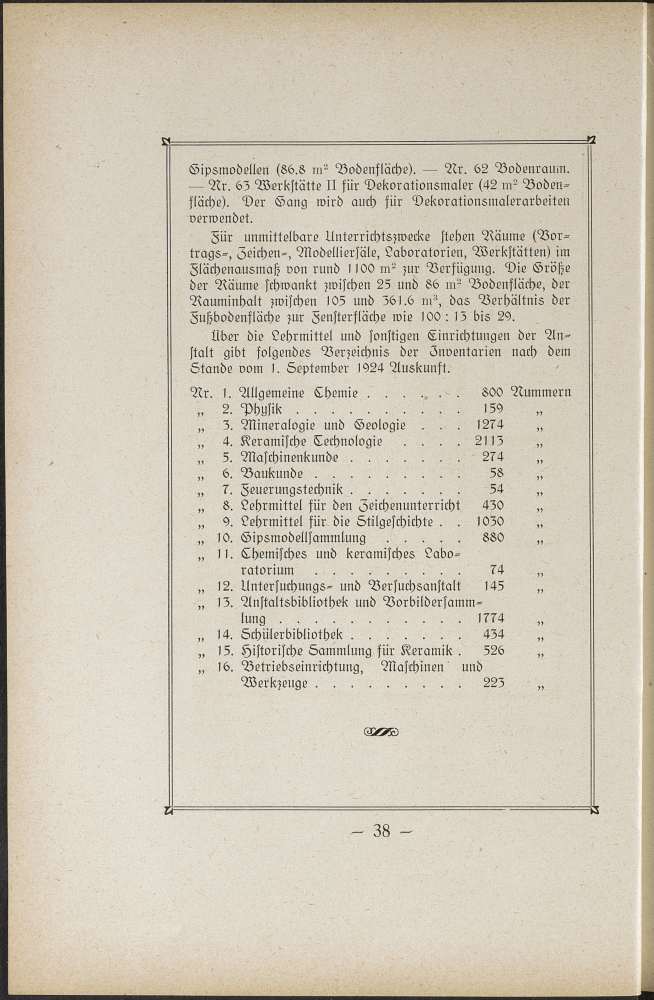 Gipsmodellen (86.8 m² Bodenfläche). — Nr. 62 Bodenraum.
— Nr. 63 Werkstätte II für Dekorationsmaler (42 m² Boden-
fläche). Der Gang wird auch für Dekorationsmalerarbeiten
verwendet.
Für unmittelbare Unterrichtszwecke stehen Räume (Vor-
trags-, Zeichen-, Modelliersäle, Laboratorien, Werkstätten) im
Flächenausmaß von rund 1100 m² zur Verfügung. Die Größe
der Räume schwankt zwischen 25 und 86 m² Bodenfläche, der
Rauminhalt zwischen 105 und 361.6 m³, das Verhältnis der
Fußbodenfläche zur Fensterfläche wie 100 : 13 bis 29.
Über die Lehrmittel und sonstigen Einrichtungen der An-
stalt gibt folgendes Verzeichnis der Inventarien nach dem
Stande vom 1. September 1924 Auskunft.
Nr. 1. Allgemeine Chemie . . . . . . 800 Nummern
„ 2. Physik . . . . . . . . . . 159 „
„ 3. Mineralogie und Geologie . . . 1274 „
„ 4. Keramische Technologie . . . . 2113 „
„ 5. Maschinenkunde . . . . . . . 274 „
„ 6. Baukunde . . . . . . . . . 58 „
„ 7. Feuerungstechnik . . . . . . . 54 „
„ 8. Lehrmittel für den Zeichenunterricht 430 „
„ 9. Lehrmittel für die Stilgeschichte . . 1030 „
„ 10. Gipsmodellsammlung . . . . . 880 „
„ 11. Chemisches und keramisches Labo-
ratorium . . . . . . . . . 74 „
„ 12. Untersuchungs- und Versuchsanstalt 145 „
„ 13. Anstaltsbibliothek und Vorbildersamm-
lung . . . . . . . . . . . 1774 „
„ 14. Schülerbibliothek . . . . . . . 434 „
„ 15. Historische Sammlung für Keramik . 526 „
„ 16. Betriebseinrichtung, Maschinen und
Werkzeuge . . . . . . . . . 223 „
— 38 —